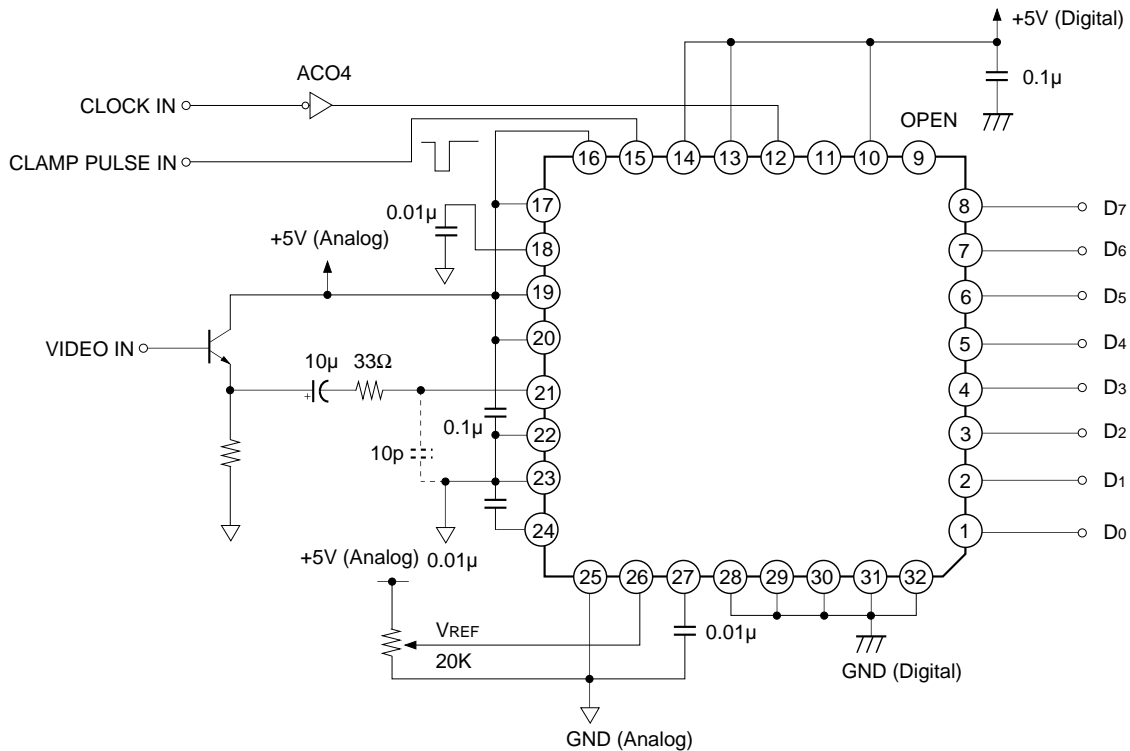 +5V (Digital)
ACO4
0.1µ
CLOCK IN
OPEN
CLAMP PULSE IN
16 15 14 13 12 11 10 9
17
8
D7
0.01µ
+5V (Analog)
18
7
D6
19
6
D5
20
5
D4
VIDEO IN
10µ
33Ω
+
21
4
D3
0.1µ
22
3
D2
10p
23
2
D1
24
1
D0
+5V (Analog)
0.01µ
25 26 27 28 29 30 31 32
VREF
0.01µ
20K
GND (Digital)
GND (Analog)